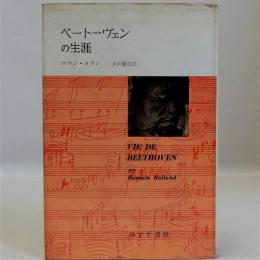 ベートーヴェン
の生涯
ロマン・ロラン 片山敏彦訳
VIE DE
BEETHOVEN
par
Romain Rolland
みすず書房